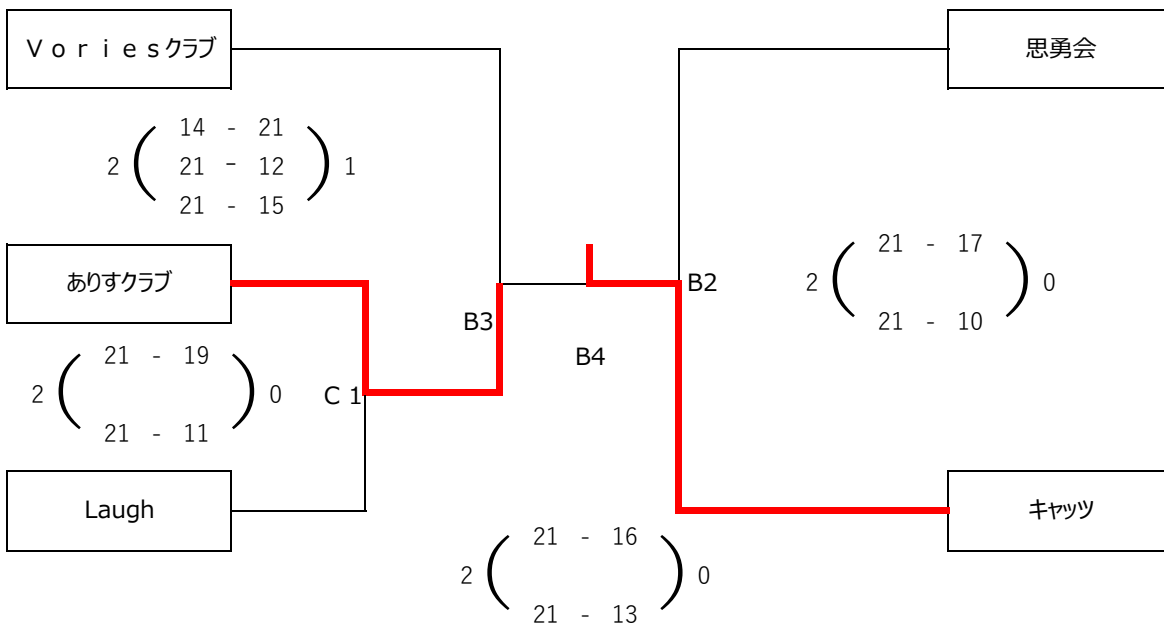 Ｖｏｒｉｅｓクラブ
思勇会
14 - 21
2 ( 21 - 12 ) 1
21 - 15
ありすクラブ
21 - 17
2 ( ) 0
21 - 10
B2
B3
B4
21 - 19
2 ( ) 0
21 - 11
Ｃ1
Laugh
キャッツ
21 - 16
2 ( ) 0
21 - 13